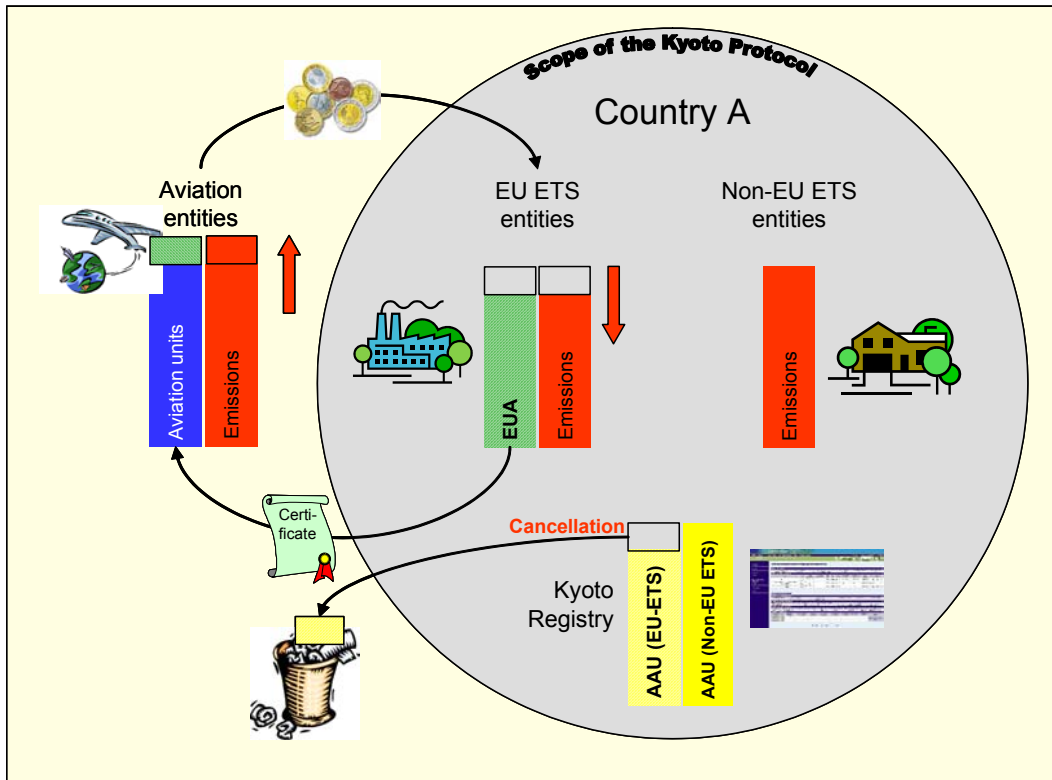 Scope of the Kyoto Protocol
Country A
Aviation
entities
EU ETS
entities
Non-EU ETS
entities
Aviation units
Emissions
EUA
Emissions
Emissions
Certi-
ficate
Cancellation
Kyoto
Registry
AAU (EU-ETS)
AAU (Non-EU ETS)